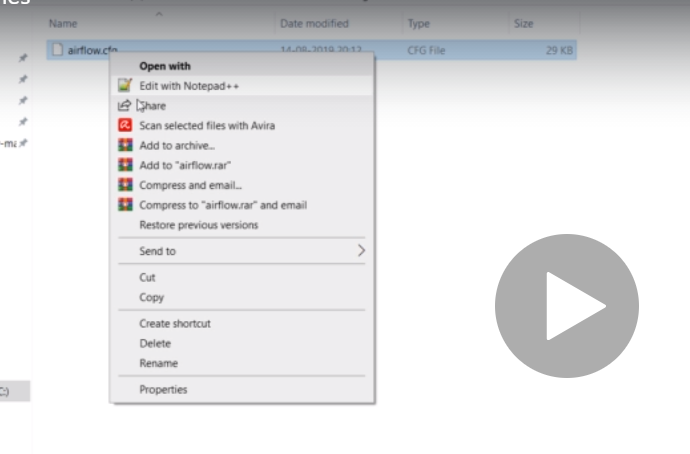 Name Date modified Type Size
airflow.cfg 14-08-2019 20:12 CFG File 29 KB
Open with
Edit with Notepad++
Share
Scan selected files with Avira
Add to archive...
Add to "airflow.rar"
Compress and email...
Compress to "airflow.rar" and email
Restore previous versions
Send to
Cut
Copy
Create shortcut
Delete
Rename
Properties